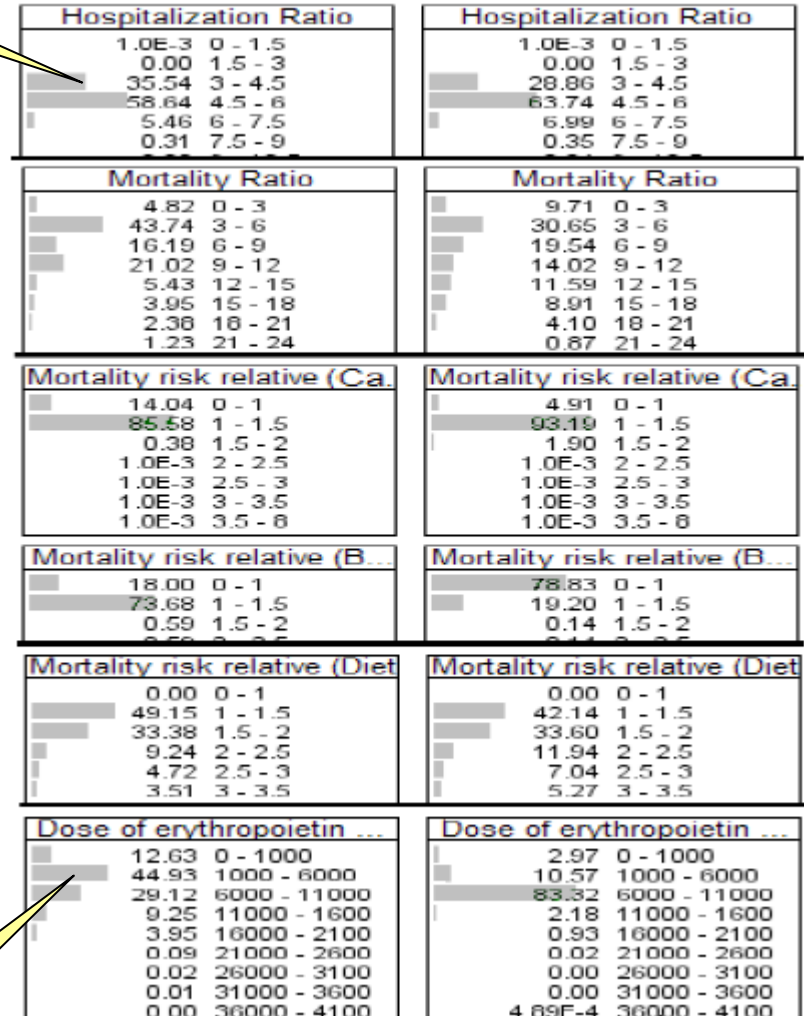 Hospitalization Ratio
1.0E-3 0 - 1.5
0.00 1.5 - 3
35.54 3 - 4.5
58.64 4.5 - 6
5.46 6 - 7.5
0.31 7.5 - 9
Hospitalization Ratio
1.0E-3 0 - 1.5
0.00 1.5 - 3
28.86 3 - 4.5
63.74 4.5 - 6
6.99 6 - 7.5
0.35 7.5 - 9
Mortality Ratio
4.82 0 - 3
43.74 3 - 6
16.19 6 - 9
21.02 9 - 12
5.43 12 - 15
3.95 15 - 18
2.38 18 - 21
1.23 21 - 24
Mortality Ratio
9.71 0 - 3
30.65 3 - 6
19.54 6 - 9
14.02 9 - 12
11.59 12 - 15
8.91 15 - 18
4.10 18 - 21
0.87 21 - 24
Mortality risk relative (Ca.
14.04 0 - 1
85.58 1 - 1.5
0.38 1.5 - 2
1.0E-3 2 - 2.5
1.0E-3 2.5 - 3
1.0E-3 3 - 3.5
1.0E-3 3.5 - 8
Mortality risk relative (Ca.
4.91 0 - 1
93.19 1 - 1.5
1.90 1.5 - 2
1.0E-3 2 - 2.5
1.0E-3 2.5 - 3
1.0E-3 3 - 3.5
1.0E-3 3.5 - 8
Mortality risk relative (B...
18.00 0 - 1
73.68 1 - 1.5
0.59 1.5 - 2
Mortality risk relative (B...
78.83 0 - 1
19.20 1 - 1.5
0.14 1.5 - 2
Mortality risk relative (Diet
0.00 0 - 1
49.15 1 - 1.5
33.38 1.5 - 2
9.24 2 - 2.5
4.72 2.5 - 3
3.51 3 - 3.5
Mortality risk relative (Diet
0.00 0 - 1
42.14 1 - 1.5
33.60 1.5 - 2
11.94 2 - 2.5
7.04 2.5 - 3
5.27 3 - 3.5
Dose of erythropoietin ...
12.63 0 - 1000
44.93 1000 - 6000
29.12 6000 - 11000
9.25 11000 - 1600
3.95 16000 - 2100
0.09 21000 - 2600
0.02 26000 - 3100
0.01 31000 - 3600
0.00 36000 - 4100
Dose of erythropoietin ...
2.97 0 - 1000
10.57 1000 - 6000
83.32 6000 - 11000
2.18 11000 - 1600
0.93 16000 - 2100
0.02 21000 - 2600
0.00 26000 - 3100
0.00 31000 - 3600
4.89E-4 36000 - 4100